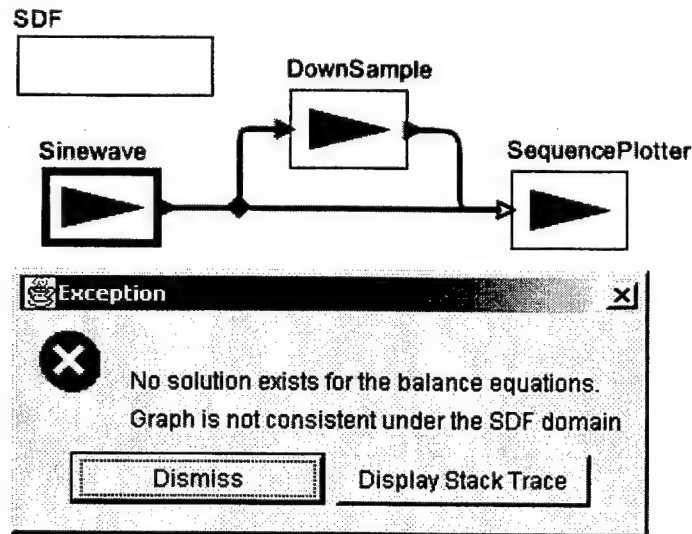 SDF
DownSample
Sinewave
SequencePlotter
Exception
No solution exists for the balance equations.
Graph is not consistent under the SDF domain
Dismiss
Display Stack Trace